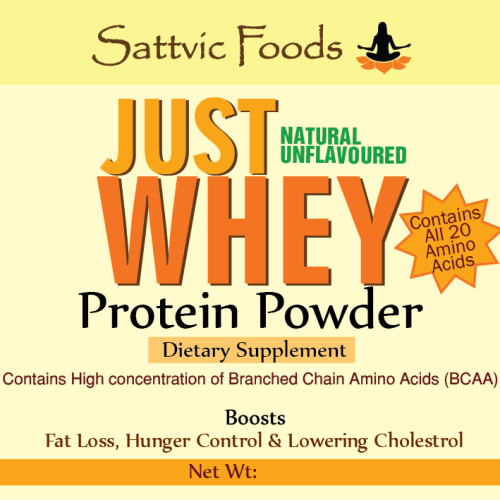 Sattvic Foods
JUST
NATURAL
UNFLAVOURED
WHEY
Contains
All 20
Amino
Acids
Protein Powder
Dietary Supplement
Contains High concentration of Branched Chain Amino Acids (BCAA)
Boosts
Fat Loss, Hunger Control & Lowering Cholestrol
Net Wt: